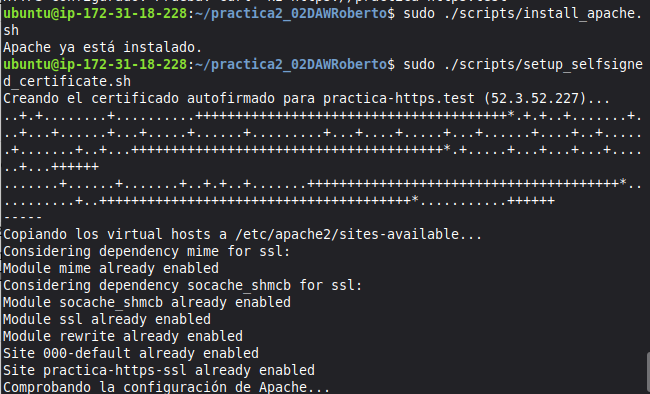 ubuntu@ip-172-31-18-228:~/practica2_02DAWRoberto$ sudo ./scripts/install_apache.
sh
Apache ya está instalado.
ubuntu@ip-172-31-18-228:~/practica2_02DAWRoberto$ sudo ./scripts/setup_selfsigne
d_certificate.sh
Creando el certificado autofirmado para practica-https.test (52.3.52.227)...
..+.+........+..........+++++++++++++++++++++++++++++++++++++++*.+.+..+.......+.
..+...+......+...+.....+......+.........+...+....+.....+...+......+....+..+.....
.+.......+..+...+++++++++++++++++++++++++++++++++++++++*.+.....+...+...+...+....
..+...++++++
.......+......+.......+..+.+..+.......+++++++++++++++++++++++++++++++++++++++*..
.........+..+++++++++++++++++++++++++++++++++++++++*...........++++++
-----
Copiando los virtual hosts a /etc/apache2/sites-available...
Considering dependency mime for ssl:
Module mime already enabled
Considering dependency socache_shmcb for ssl:
Module socache_shmcb already enabled
Module ssl already enabled
Module rewrite already enabled
Site 000-default already enabled
Site practica-https-ssl already enabled
Comprobando la configuración de Apache...